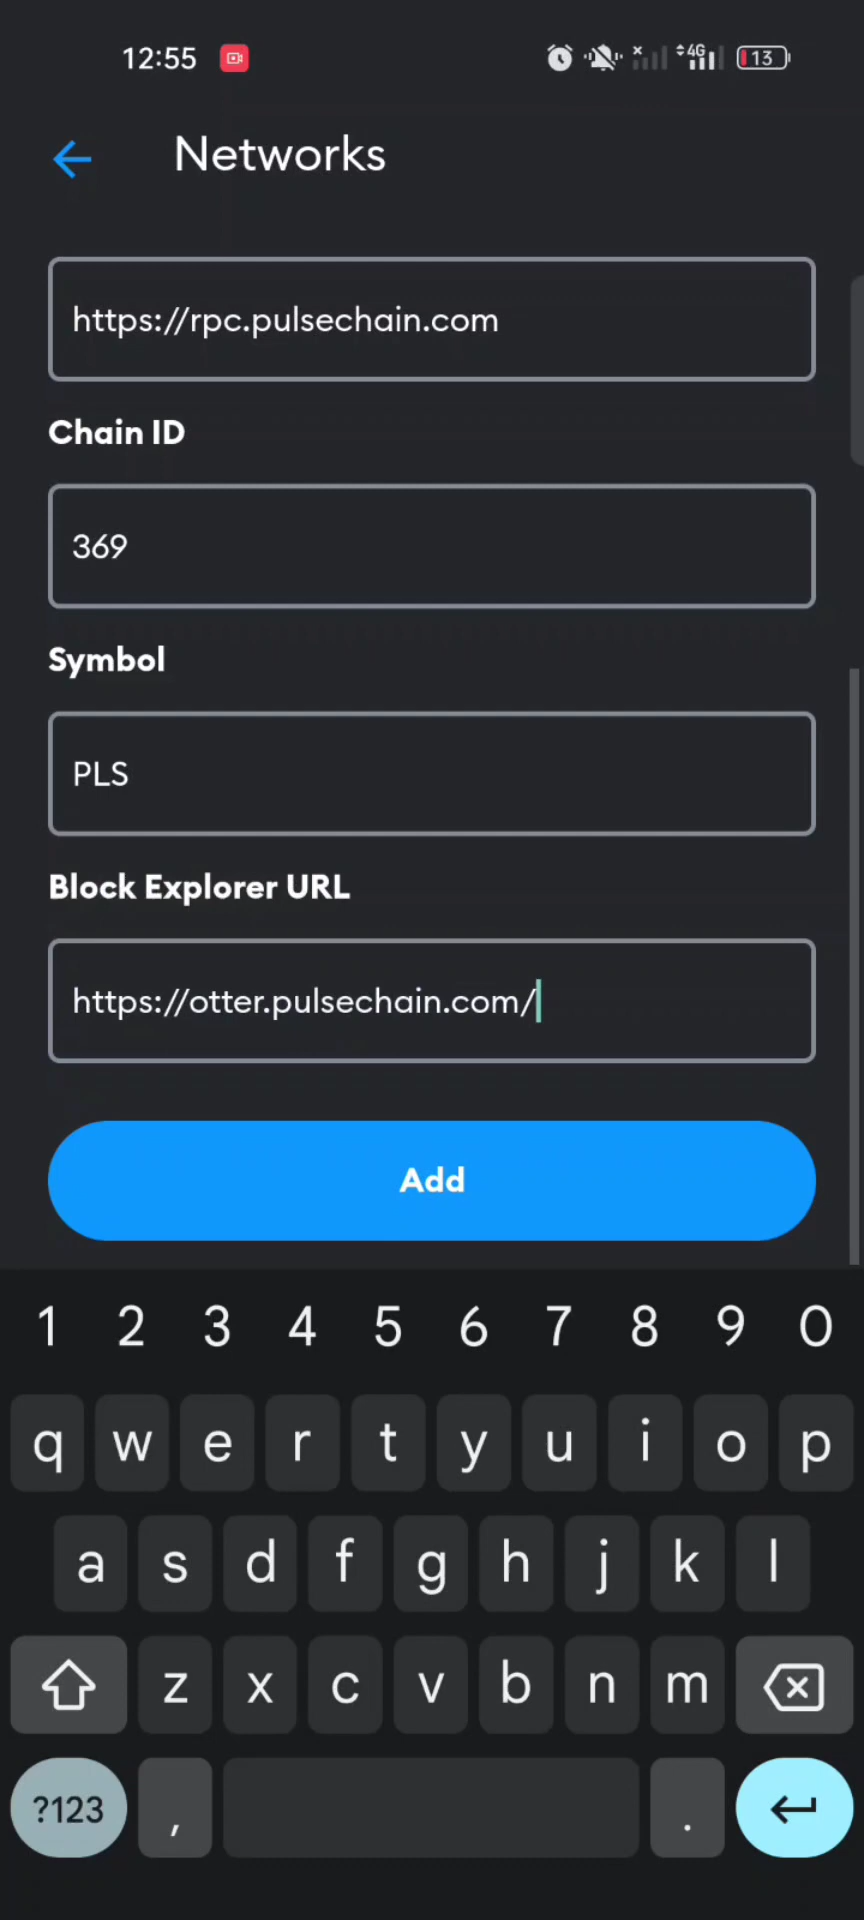 12:55
4G 13
Networks
https://rpc.pulsechain.com
Chain ID
369
Symbol
PLS
Block Explorer URL
https://otter.pulsechain.com/
Add
1 2 3 4 5 6 7 8 9 0
q w e r t y u i o p
a s d f g h j k l
z x c v b n m
?123 , .